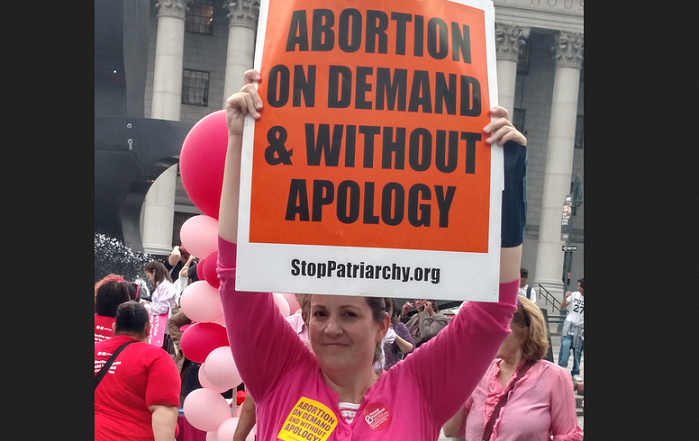 ABORTION
ON DEMAND
& WITHOUT
APOLOGY
StopPatriarchy.org
ABORTION
ON DEMAND
AND WITHOUT
APOLOGY!